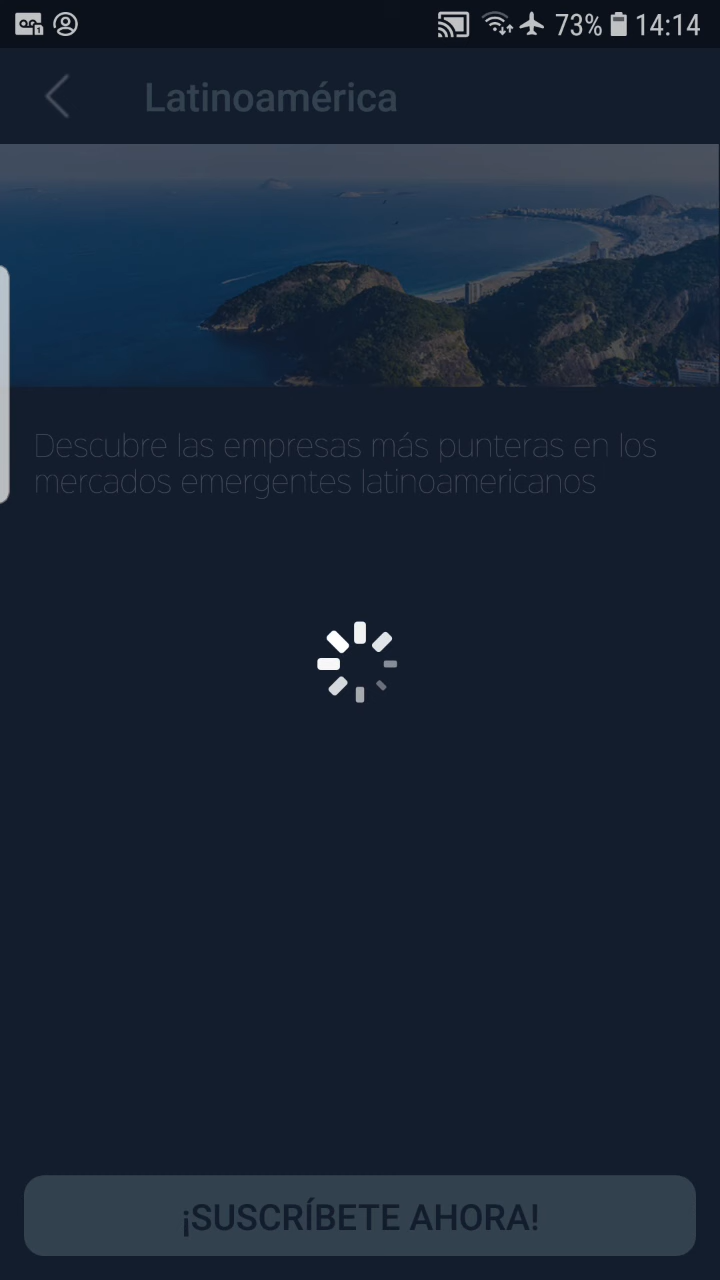 73% 14:14
Latinoamérica
Descubre las empresas más punteras en los
mercados emergentes latinoamericanos
¡SUSCRÍBETE AHORA!